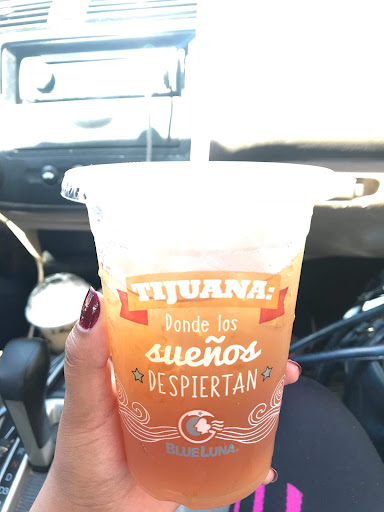 TIJUANA:
Donde los
sueños
DESPIERTAN
BLUELUNA